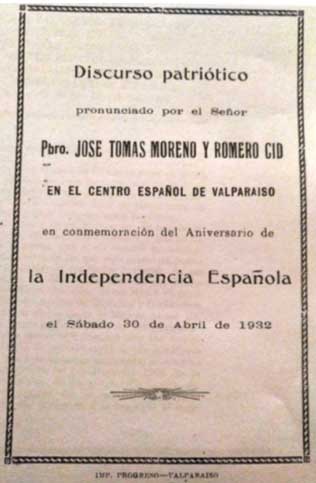 Discurso patriótico
pronunciado por el Señor
Pbro. JOSE TOMAS MORENO Y ROMERO CID
EN EL CENTRO ESPAÑOL DE VALPARAISO
en conmemoración del Aniversario de
la Independencia Española
el Sábado 30 de Abril de 1932
IMP. PROGRESO—VALPARAISO